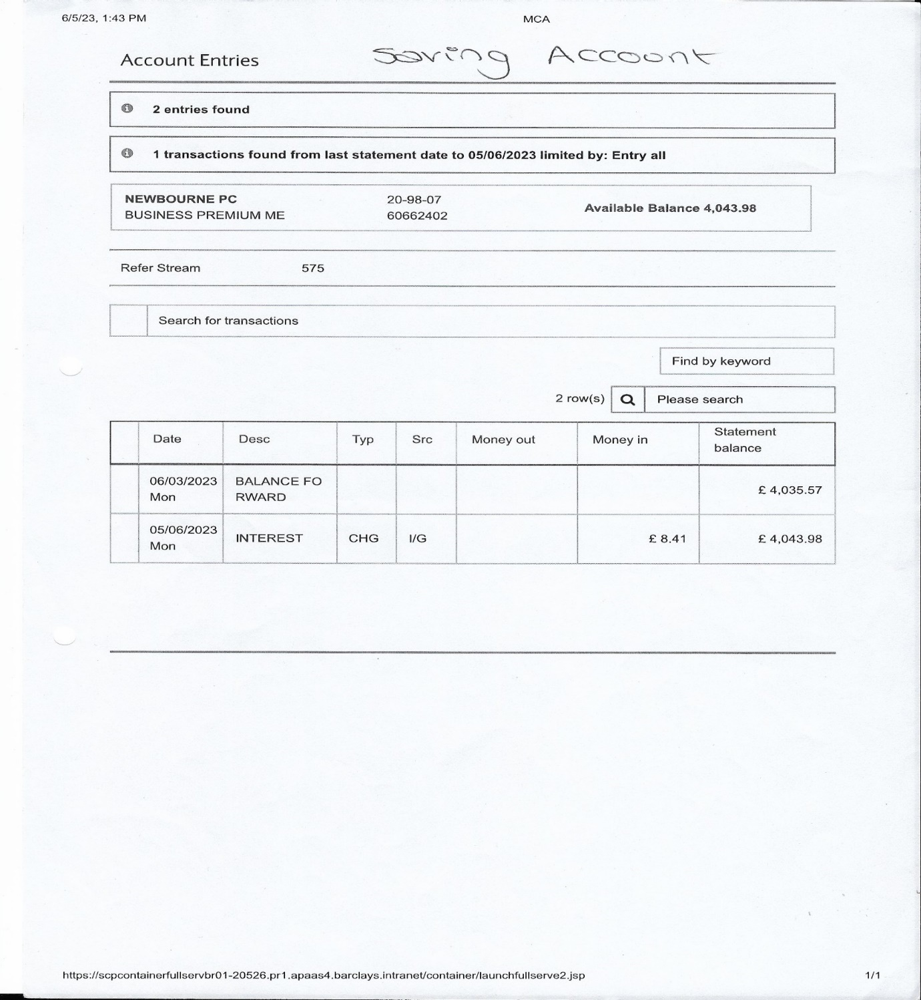 6/5/23, 1:43 PM MCA
Account Entries Saving Account
2 entries found
1 transactions found from last statement date to 05/06/2023 limited by: Entry all
NEWBOURNE PC 20-98-07
Available Balance 4,043.98
BUSINESS PREMIUM ME 60662402
Refer Stream 575
Search for transactions
Find by keyword
2 row(s) Please search
Date Desc Typ Src Money out Money in Statement
balance
06/03/2023 BALANCE FO
Mon RWARD £ 4,035.57
05/06/2023
Mon INTEREST CHG I/G £ 8.41 £ 4,043.98
https://scpcontainerfullservbr01-20526.pr1.apaas4.barclays.intranet/container/launchfullserve2.jsp 1/1